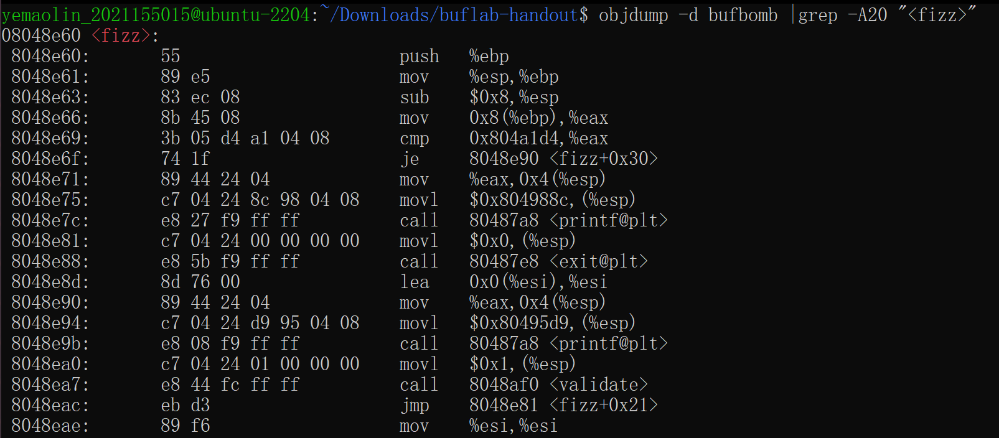 yemaolin_2021155015@ubuntu-2204:~/Downloads/buflab-handout$ objdump -d bufbomb |grep -A20 "<fizz>"
08048e60 <fizz>:
 8048e60:	55	push   %ebp
 8048e61:	89 e5	mov    %esp,%ebp
 8048e63:	83 ec 08	sub    $0x8,%esp
 8048e66:	8b 45 08	mov    0x8(%ebp),%eax
 8048e69:	3b 05 d4 a1 04 08	cmp    0x804a1d4,%eax
 8048e6f:	74 1f	je     8048e90 <fizz+0x30>
 8048e71:	89 44 24 04	mov    %eax,0x4(%esp)
 8048e75:	c7 04 24 8c 98 04 08	movl   $0x804988c,(%esp)
 8048e7c:	e8 27 f9 ff ff	call   80487a8 <printf@plt>
 8048e81:	c7 04 24 00 00 00 00	movl   $0x0,(%esp)
 8048e88:	e8 5b f9 ff ff	call   80487e8 <exit@plt>
 8048e8d:	8d 76 00	lea    0x0(%esi),%esi
 8048e90:	89 44 24 04	mov    %eax,0x4(%esp)
 8048e94:	c7 04 24 d9 95 04 08	movl   $0x80495d9,(%esp)
 8048e9b:	e8 08 f9 ff ff	call   80487a8 <printf@plt>
 8048ea0:	c7 04 24 01 00 00 00	movl   $0x1,(%esp)
 8048ea7:	e8 44 fc ff ff	call   8048af0 <validate>
 8048eac:	eb d3	jmp    8048e81 <fizz+0x21>
 8048eae:	89 f6	mov    %esi,%esi